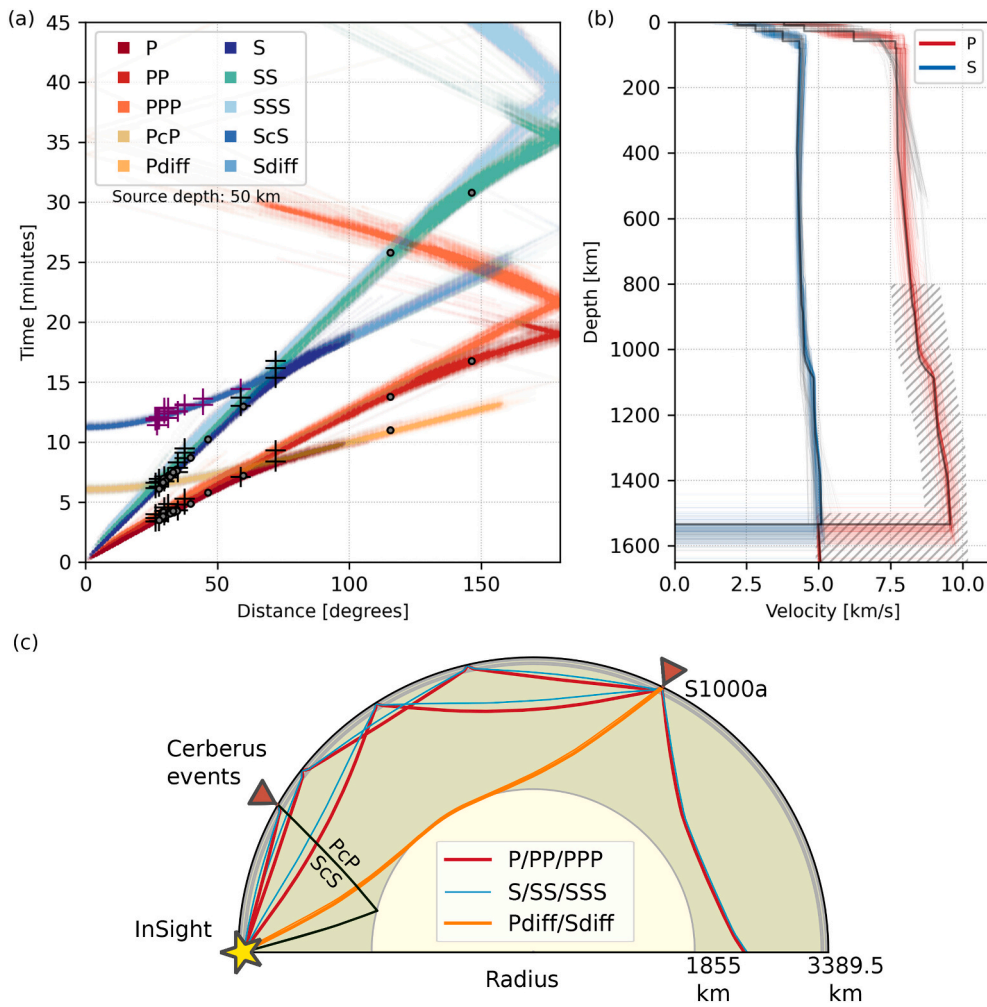 (a)
45
40
35
30
25
20
15
10
5
0
Time [minutes]
P
PP
PPP
PcP
Pdiff
S
SS
SSS
ScS
Sdiff
Source depth: 50 km
0
50
100
150
Distance [degrees]
(b)
0
200
400
600
800
1000
1200
1400
1600
Depth [km]
P
S
0.0
2.5
5.0
7.5
10.0
Velocity [km/s]
(c)
S1000a
Cerberus
events
PcP
ScS
P/PP/PPP
S/SS/SSS
Pdiff/Sdiff
InSight
Radius
1855
km
3389.5
km